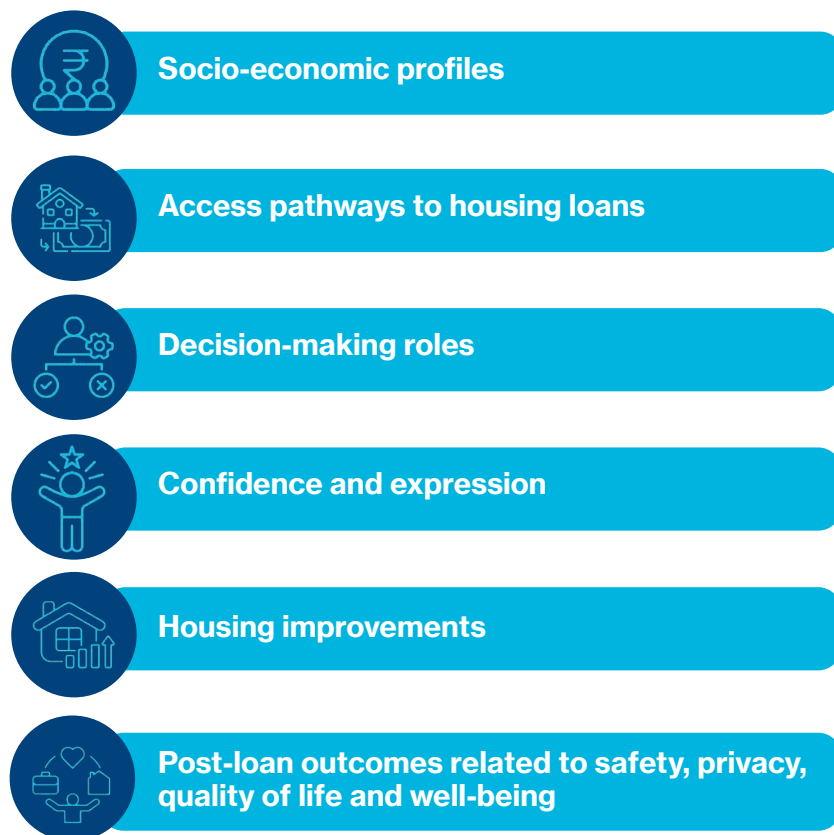 Socio-economic profiles
Access pathways to housing loans
Decision-making roles
Confidence and expression
Housing improvements
Post-loan outcomes related to safety, privacy,
quality of life and well-being